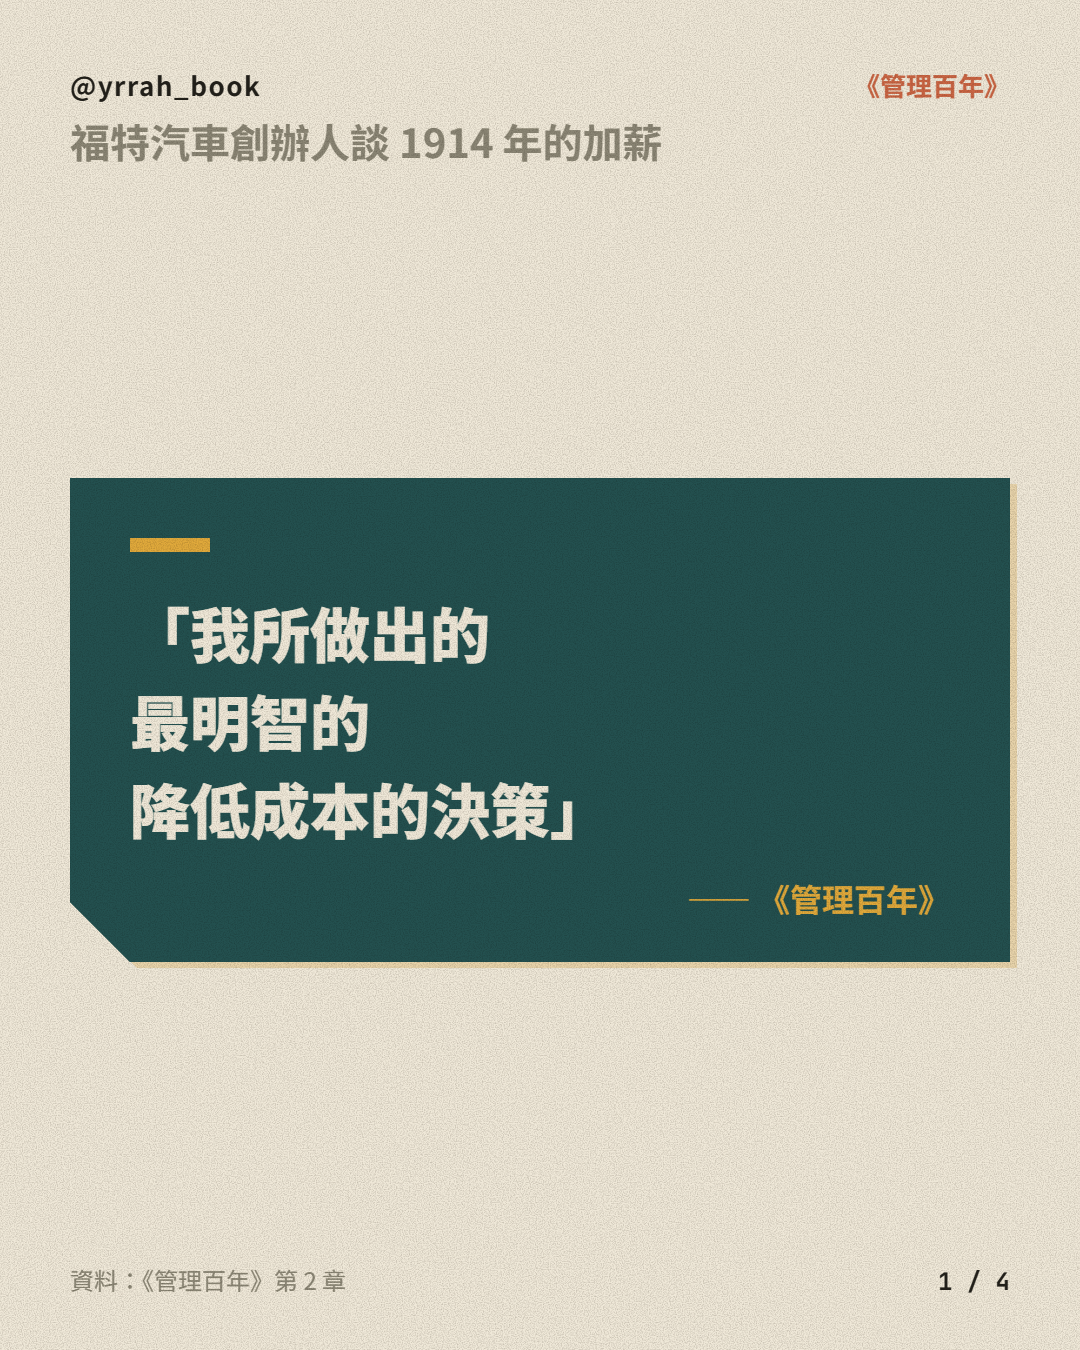 @yrrah_book
《管理百年》
福特汽車創辦人談 1914 年的加薪
「我所做出的
最明智的
降低成本的決策」
—— 《管理百年》
資料：《管理百年》第 2 章
1 / 4